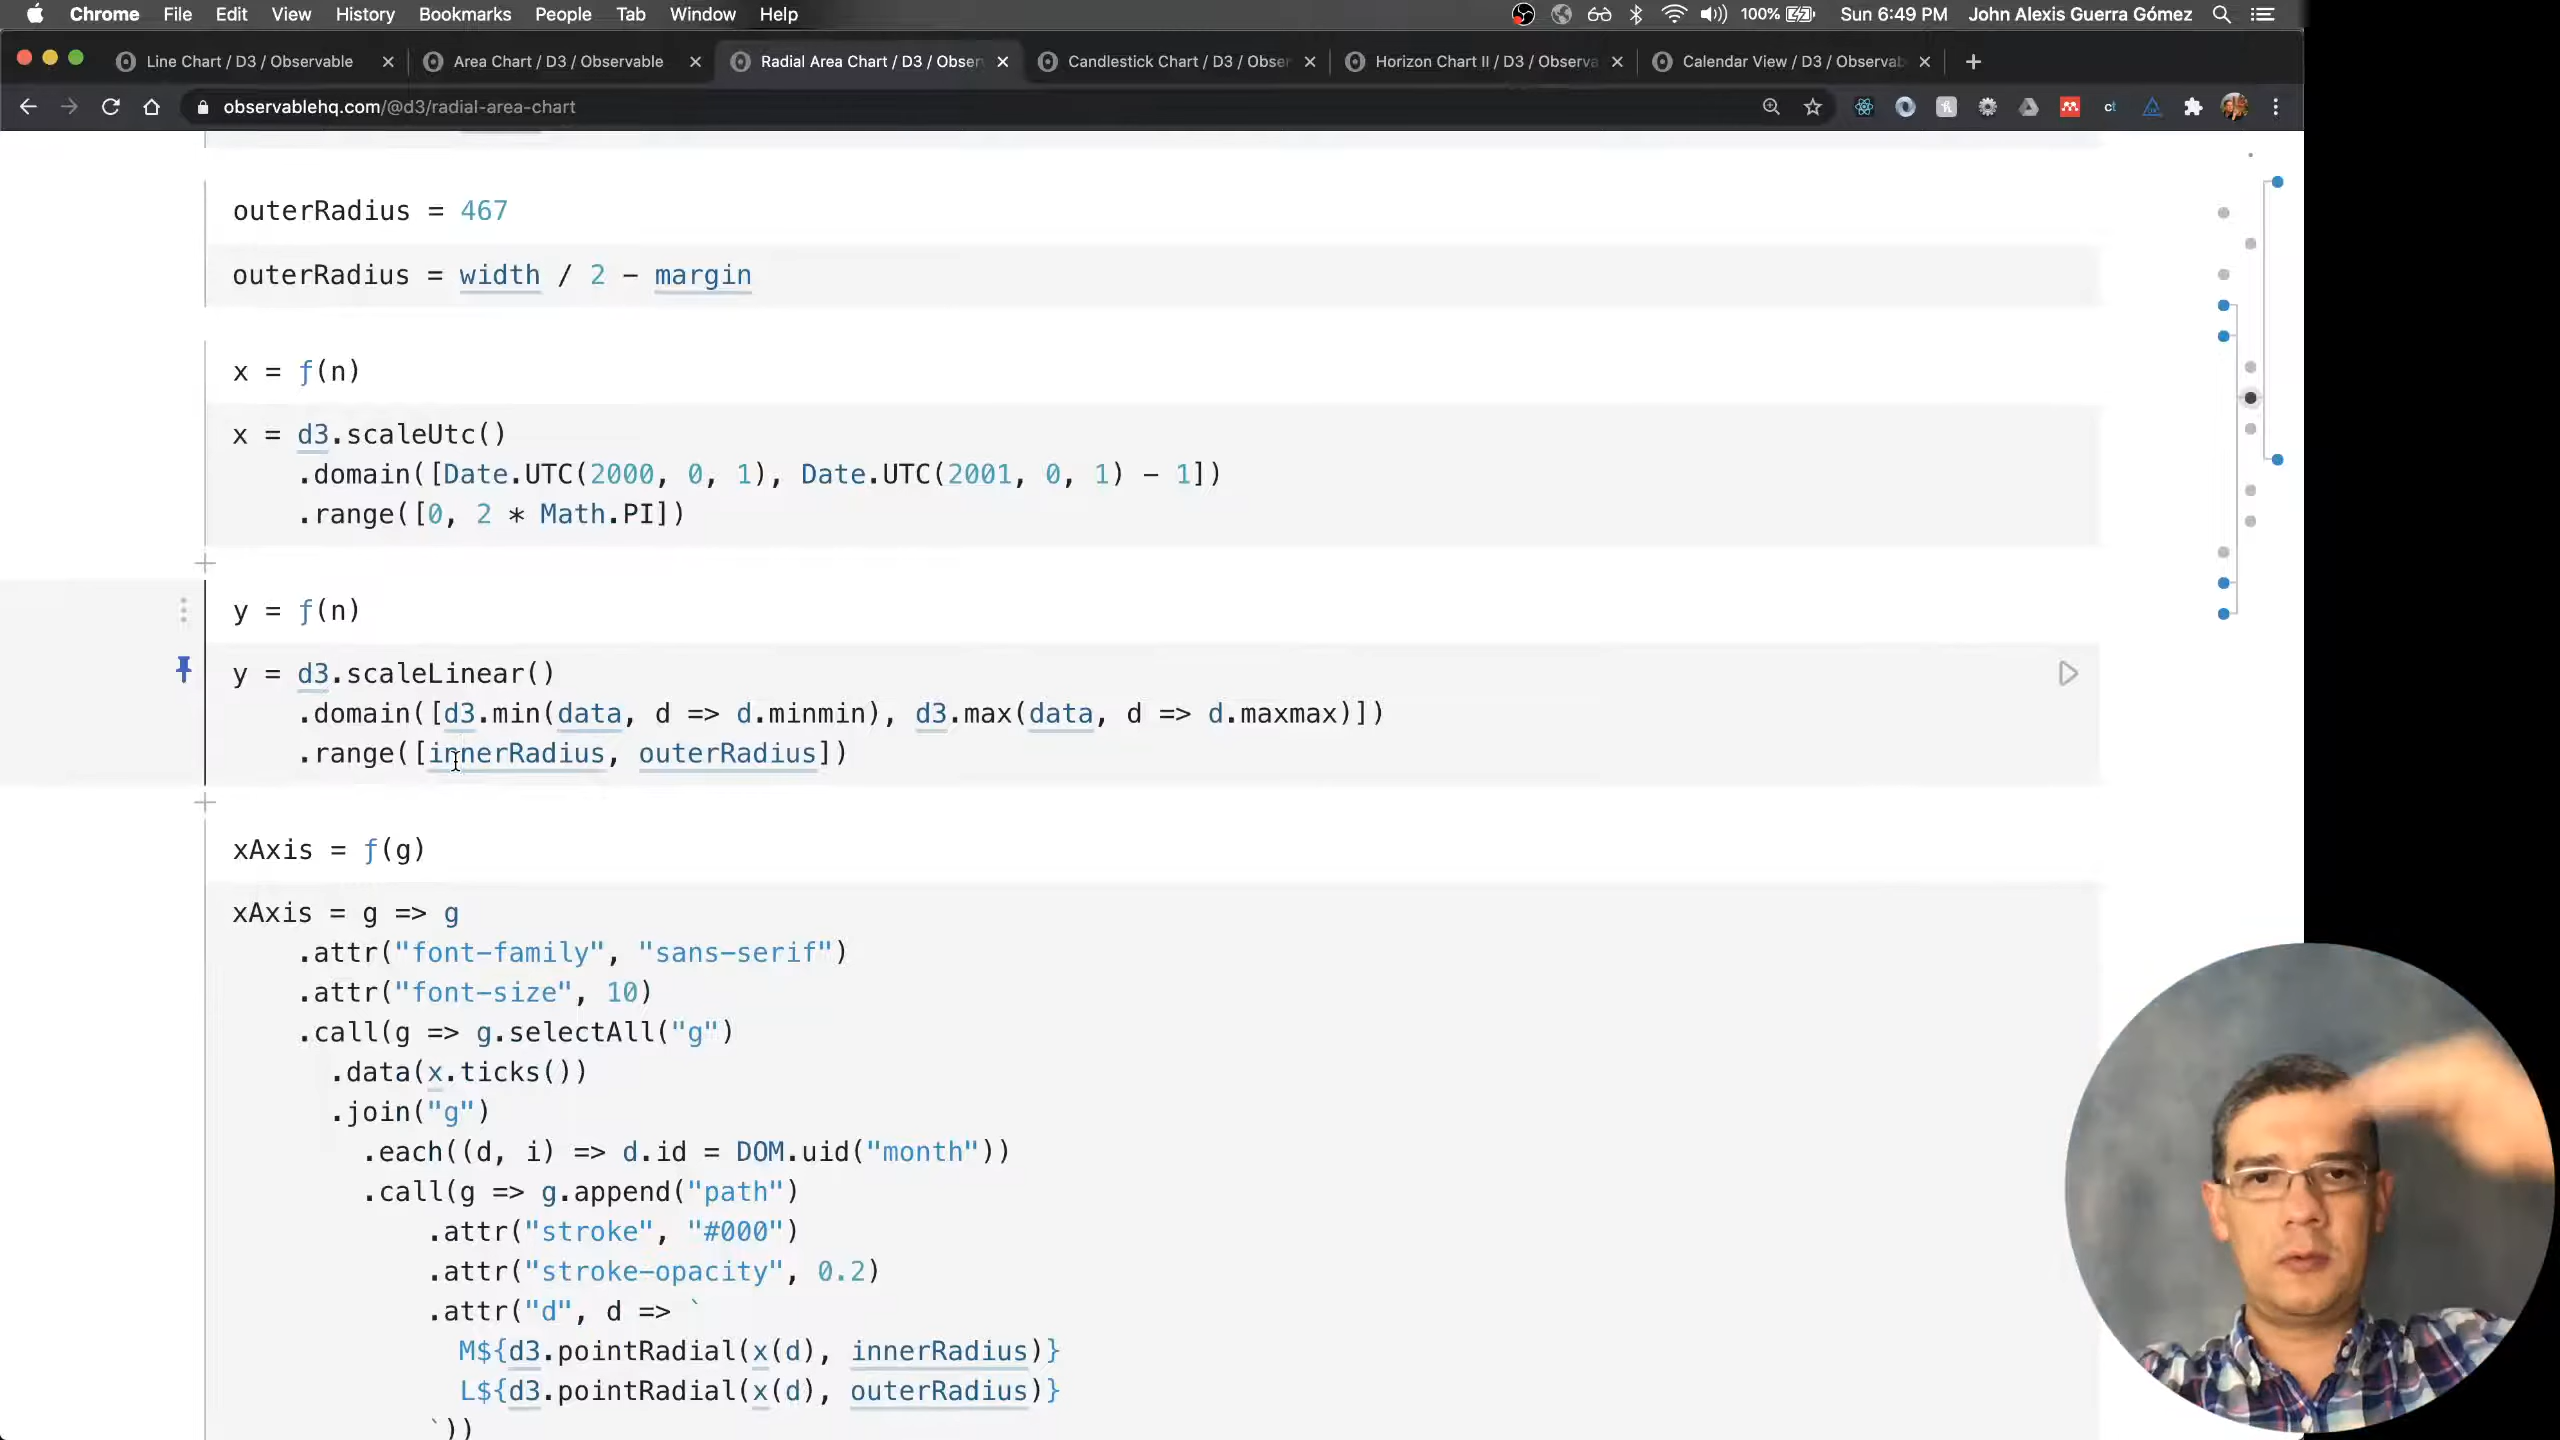 Chrome File Edit View History Bookmarks People Tab Window Help 100% Sun 6:49 PM John Alexis Guerra Gómez
Line Chart / D3 / Observable Area Chart / D3 / Observable Radial Area Chart / D3 / Obser Candlestick Chart / D3 / Obser Horizon Chart II / D3 / Observa Calendar View / D3 / Observab
observablehq.com/@d3/radial-area-chart ct
outerRadius = 467
outerRadius = width / 2 - margin
x = ƒ(n)
x = d3.scaleUtc()
.domain([Date.UTC(2000, 0, 1), Date.UTC(2001, 0, 1) - 1])
.range([0, 2 * Math.PI])
y = ƒ(n)
y = d3.scaleLinear()
.domain([d3.min(data, d => d.minmin), d3.max(data, d => d.maxmax)])
.range([innerRadius, outerRadius])
xAxis = ƒ(g)
xAxis = g => g
.attr("font-family", "sans-serif")
.attr("font-size", 10)
.call(g => g.selectAll("g")
.data(x.ticks())
.join("g")
.each((d, i) => d.id = DOM.uid("month"))
.call(g => g.append("path")
.attr("stroke", "#000")
.attr("stroke-opacity", 0.2)
.attr("d", d => `
M${d3.pointRadial(x(d), innerRadius)}
L${d3.pointRadial(x(d), outerRadius)}
`))